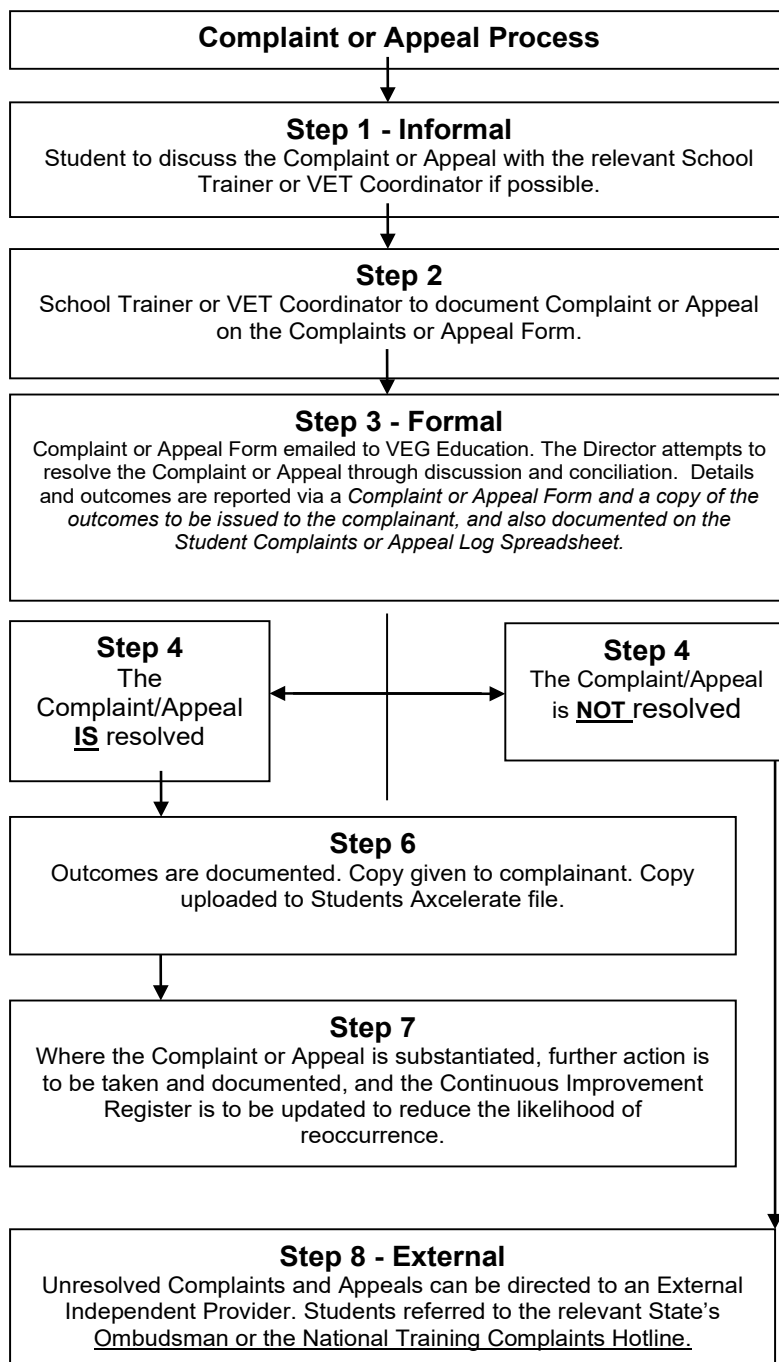 Complaint or Appeal Process
Step 1 - Informal
Student to discuss the Complaint or Appeal with the relevant School
Trainer or VET Coordinator if possible.
Step 2
School Trainer or VET Coordinator to document Complaint or Appeal
on the Complaints or Appeal Form.
Step 3 - Formal
Complaint or Appeal Form emailed to VEG Education. The Director attempts to
resolve the Complaint or Appeal through discussion and conciliation.  Details
and outcomes are reported via a Complaint or Appeal Form and a copy of the
outcomes to be issued to the complainant, and also documented on the
Student Complaints or Appeal Log Spreadsheet.
Step 4
The
Complaint/Appeal
IS resolved
Step 4
The Complaint/Appeal
is NOT resolved
Step 6
Outcomes are documented. Copy given to complainant. Copy
uploaded to Students Axcelerate file.
Step 7
Where the Complaint or Appeal is substantiated, further action is
to be taken and documented, and the Continuous Improvement
Register is to be updated to reduce the likelihood of
reoccurrence.
Step 8 - External
Unresolved Complaints and Appeals can be directed to an External
Independent Provider. Students referred to the relevant State’s
Ombudsman or the National Training Complaints Hotline.